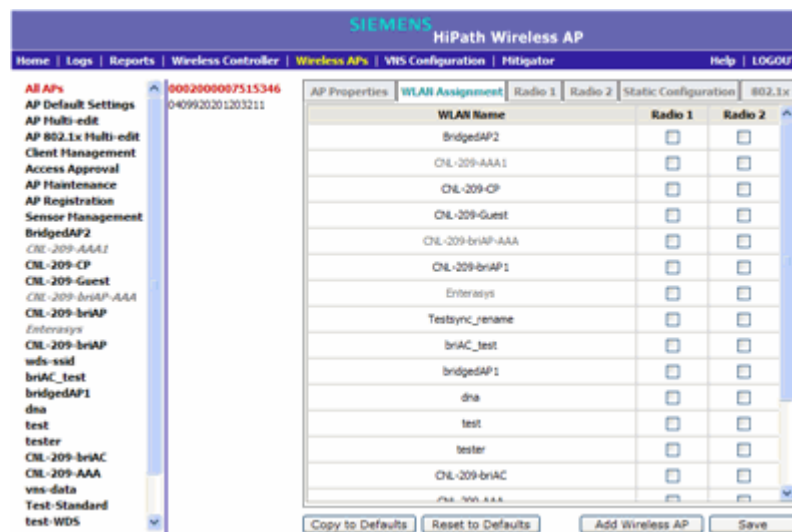 SIEMENS
HiPath Wireless AP
Home | Logs | Reports | Wireless Controller | Wireless APs | VNS Configuration | Mitigator Help | LOGOUT
All APs
AP Default Settings
AP Multi-edit
AP 802.1x Multi-edit
Client Management
Access Approval
AP Maintenance
AP Registration
Sensor Management
BridgedAP2
CNL-209-AAA1
CNL-209-CP
CNL-209-Guest
CNL-209-briAP-AAA
CNL-209-briAP
Enterasys
CNL-209-briAP
wds-ssid
briAC_test
bridgedAP1
dna
test
tester
CNL-209-briAC
CNL-209-AAA
vns-data
Test-Standard
test-WDS
0002000007515346
0409920201203211
AP Properties WLAN Assignment Radio 1 Radio 2 Static Configuration 802.1x
WLAN Name Radio 1 Radio 2
BridgedAP2
CNL-209-AAA1
CNL-209-CP
CNL-209-Guest
CNL-209-briAP-AAA
CNL-209-briAP1
Enterasys
Testsync_rename
briAC_test
bridgedAP1
dna
test
tester
CNL-209-briAC
CNL-209-AAA
Copy to Defaults Reset to Defaults Add Wireless AP Save